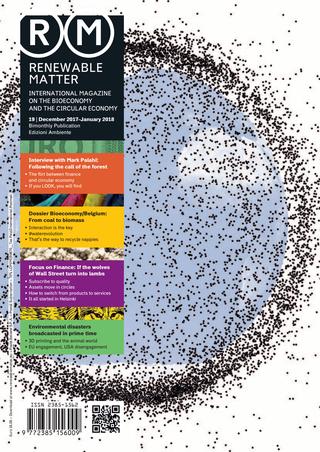 R M
RENEWABLE
MATTER
INTERNATIONAL MAGAZINE
ON THE BIOECONOMY
AND THE CIRCULAR ECONOMY
19 | December 2017-January 2018
Bimonthly Publication
Edizioni Ambiente
Interview with Mark Palahi:
Following the call of the forest
• The flirt between finance
and circular economy
• If you LOOK, you will find
Dossier Bioeconomy/Belgium:
From coal to biomass
• Interaction is the key
• #waterevolution
• That's the way to recycle nappies
Focus on Finance: If the wolves
of Wall Street turn into lambs
• Subscribe to quality
• Assets move in circles
• How to switch from products to services
• It all started in Helsinki
Environmental disasters
broadcasted in prime time
• 3D printing and the animal world
• EU engagement, USA disengagement
ISSN 2385-1562
9 772385 156009